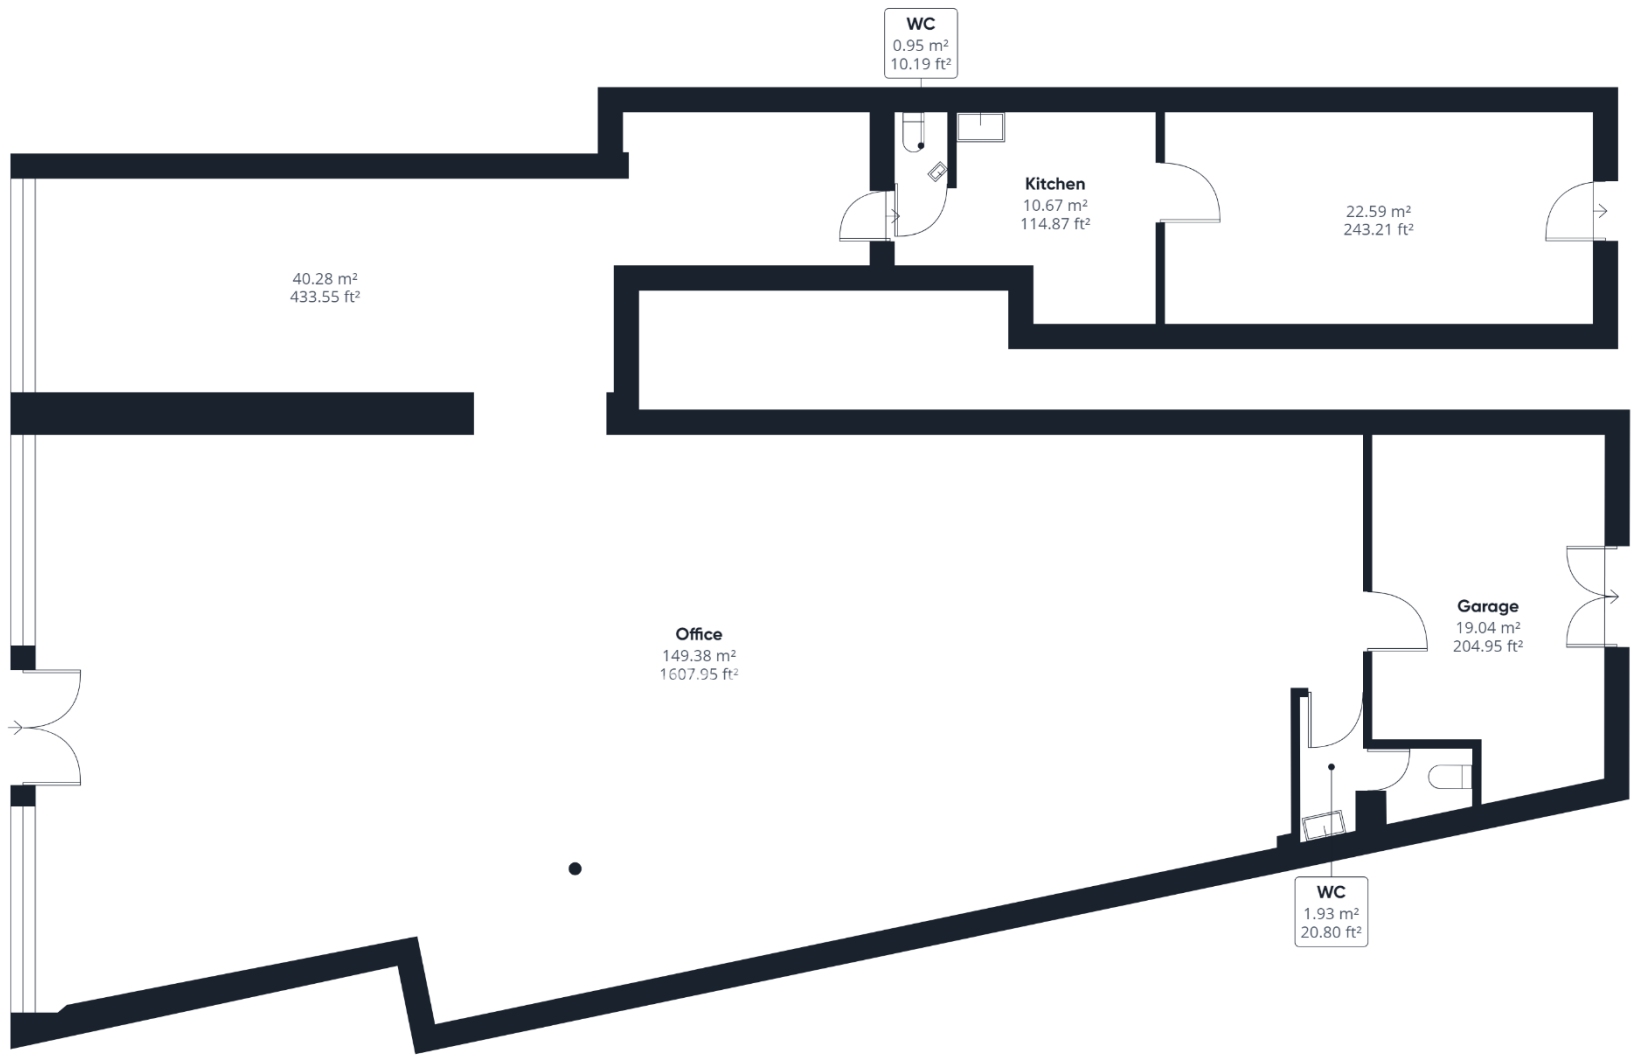 WC
0.95 m²
10.19 ft²
Kitchen
10.67 m²
114.87 ft²
22.59 m²
243.21 ft²
40.28 m²
433.55 ft²
Office
149.38 m²
1607.95 ft²
Garage
19.04 m²
204.95 ft²
WC
1.93 m²
20.80 ft²